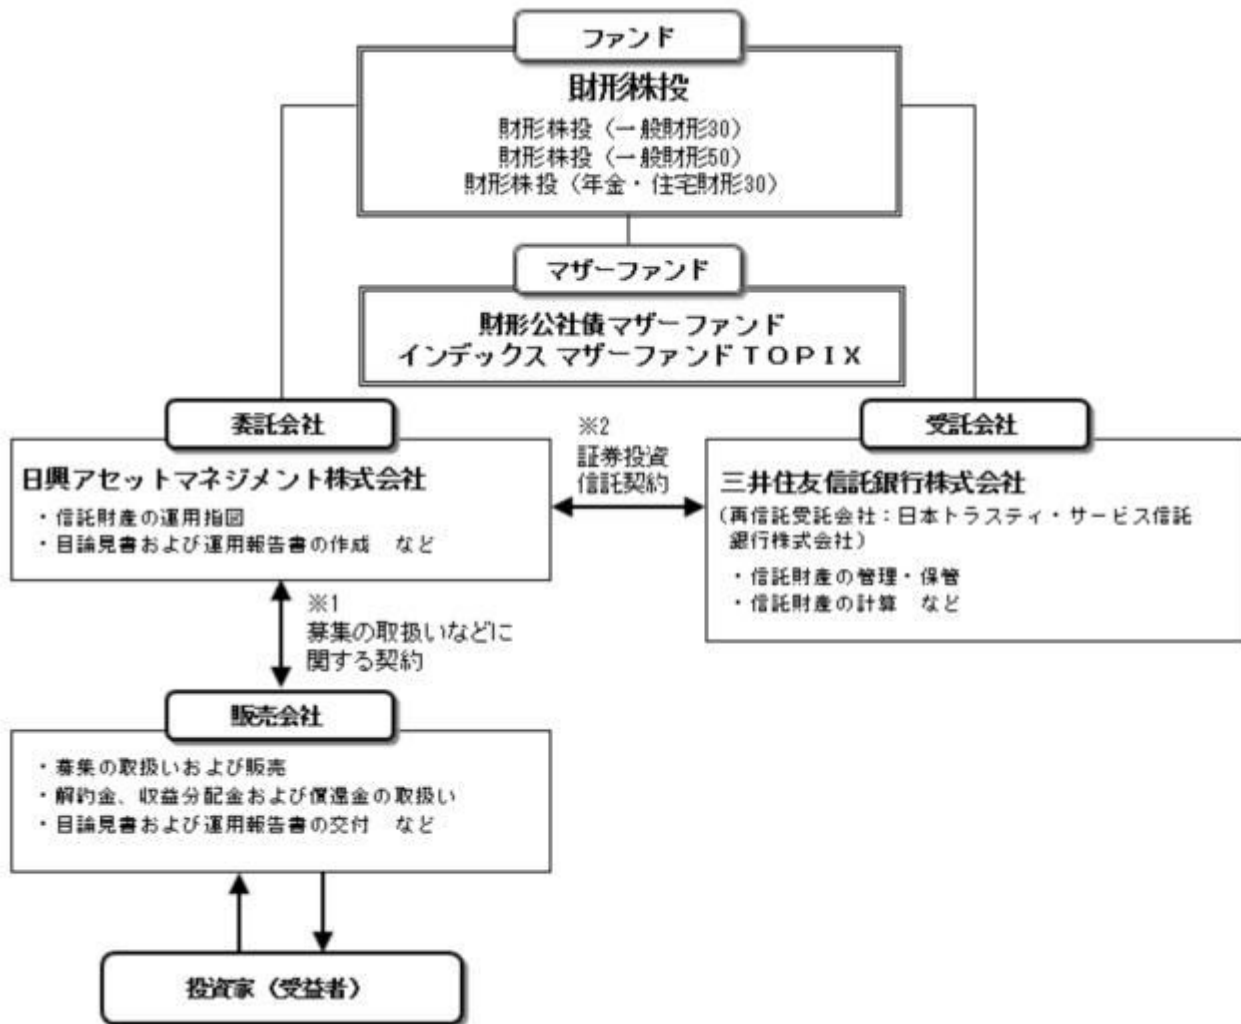 ファンド
財形株投
財形株投（一般財形30）
財形株投（一般財形50）
財形株投（年金・住宅財形30）
マザーファンド
財形公社債マザーファンド
インデックス マザーファンドＴＯＰＩＸ
委託会社
日興アセットマネジメント株式会社
・信託財産の運用指図
・目論見書および運用報告書の作成　など
※2
証券投資
信託契約
受託会社
三井住友信託銀行株式会社
（再信託受託会社：日本トラスティ・サービス信託
銀行株式会社）
・信託財産の管理・保管
・信託財産の計算　など
※1
募集の取扱いなどに
関する契約
販売会社
・募集の取扱いおよび販売
・解約金、収益分配金および償還金の取扱い
・目論見書および運用報告書の交付　など
投資家（受益者）